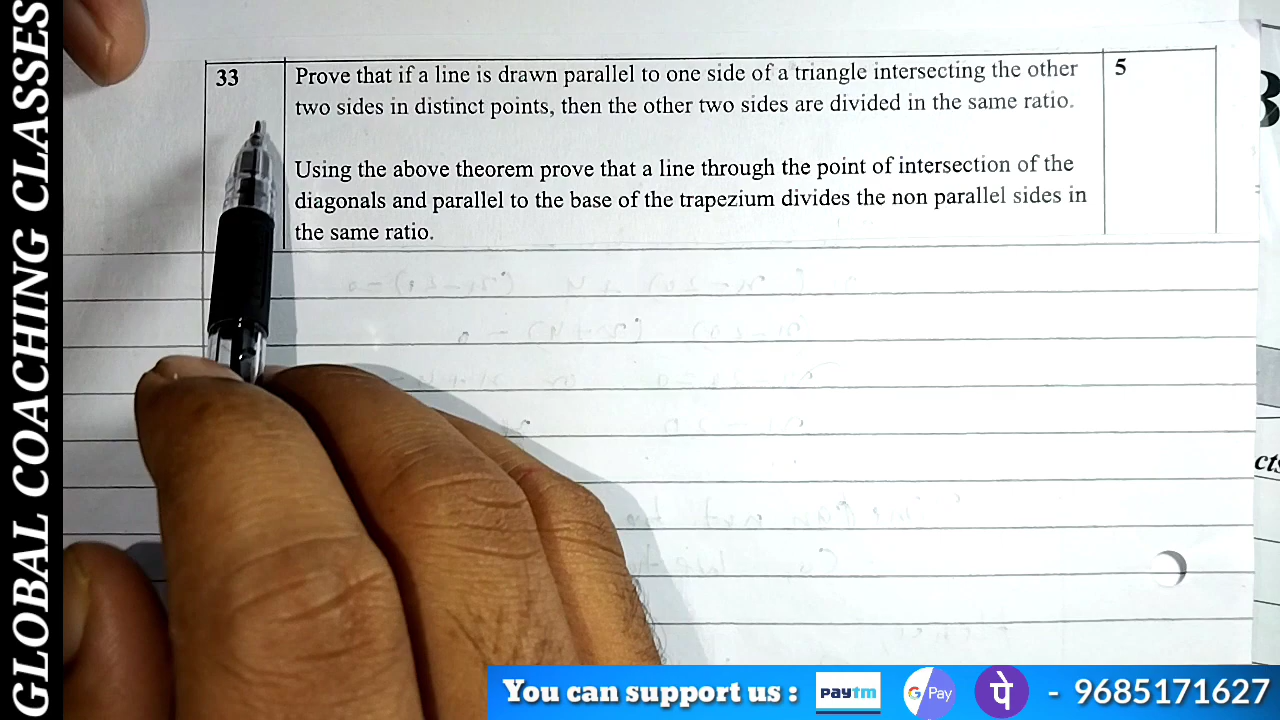 GLOBAL COACHING CLASSES
33 Prove that if a line is drawn parallel to one side of a triangle intersecting the other 5
two sides in distinct points, then the other two sides are divided in the same ratio.
Using the above theorem prove that a line through the point of intersection of the
diagonals and parallel to the base of the trapezium divides the non parallel sides in
the same ratio.
cts
You can support us : paytm G Pay पे - 9685171627